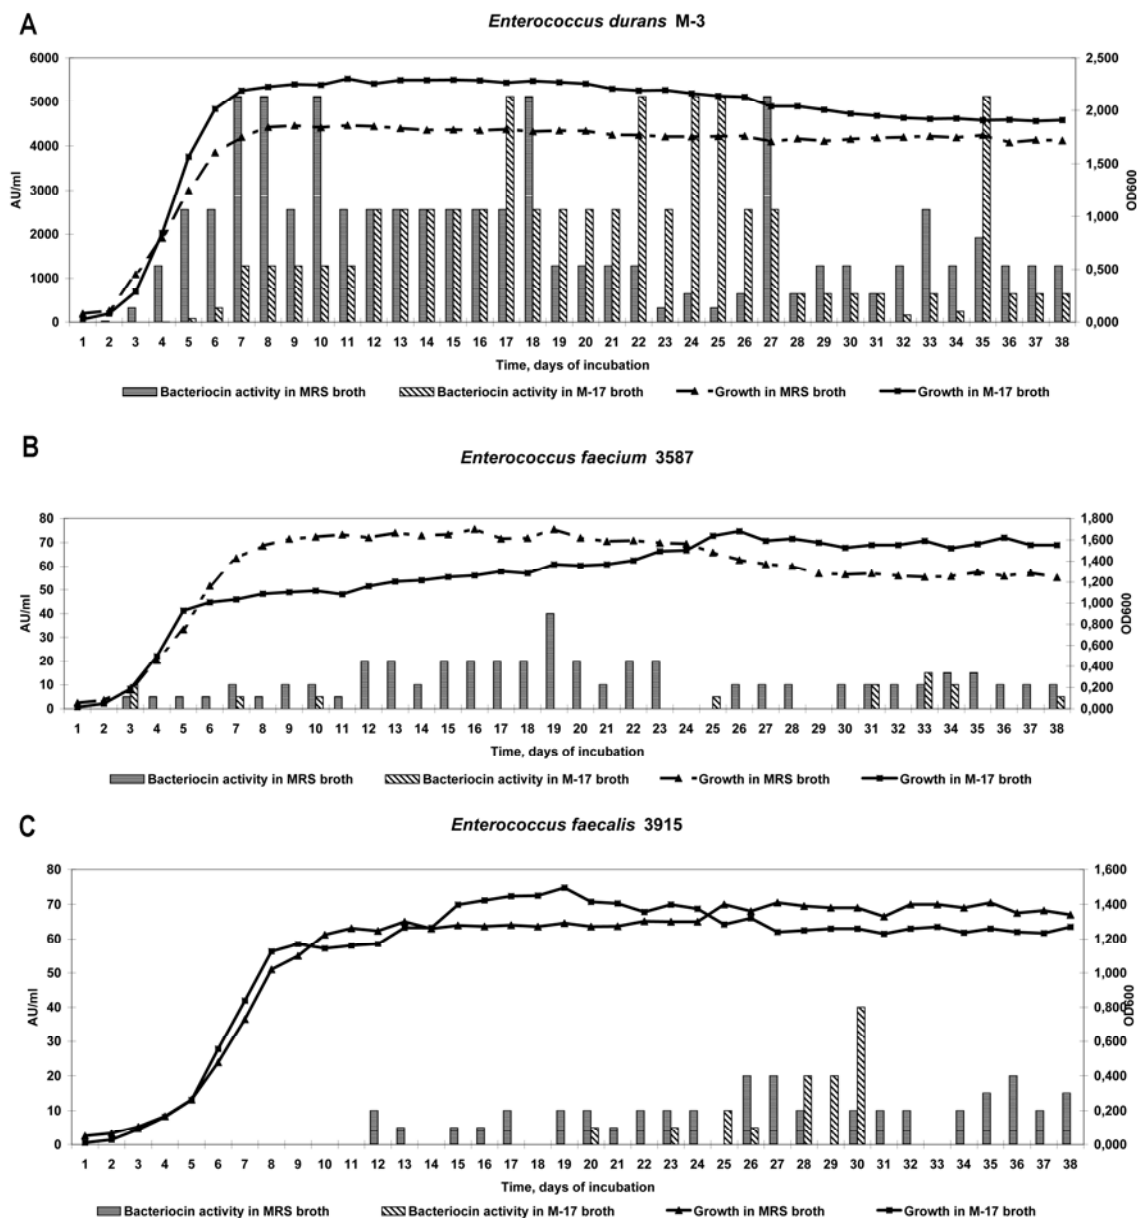 A
Enterococcus durans M-3
6000
5000
4000
3000
2000
1000
0
AU/ml
2,500
2,000
1,500
1,000
0,500
0,000
OD600
1 2 3 4 5 6 7 8 9 10 11 12 13 14 15 16 17 18 19 20 21 22 23 24 25 26 27 28 29 30 31 32 33 34 35 36 37 38
Time, days of incubation
Bacteriocin activity in MRS broth Bacteriocin activity in M-17 broth Growth in MRS broth Growth in M-17 broth
B
Enterococcus faecium 3587
80
70
60
50
40
30
20
10
0
AU/ml
1,800
1,600
1,400
1,200
1,000
0,800
0,600
0,400
0,200
0,000
OD600
1 2 3 4 5 6 7 8 9 10 11 12 13 14 15 16 17 18 19 20 21 22 23 24 25 26 27 28 29 30 31 32 33 34 35 36 37 38
Time, days of incubation
Bacteriocin activity in MRS broth Bacteriocin activity in M-17 broth Growth in MRS broth Growth in M-17 broth
C
Enterococcus faecalis 3915
80
70
60
50
40
30
20
10
0
AU/ml
1,600
1,400
1,200
1,000
0,800
0,600
0,400
0,200
0,000
OD600
1 2 3 4 5 6 7 8 9 10 11 12 13 14 15 16 17 18 19 20 21 22 23 24 25 26 27 28 29 30 31 32 33 34 35 36 37 38
Time, days of incubation
Bacteriocin activity in MRS broth Bacteriocin activity in M-17 broth Growth in MRS broth Growth in M-17 broth